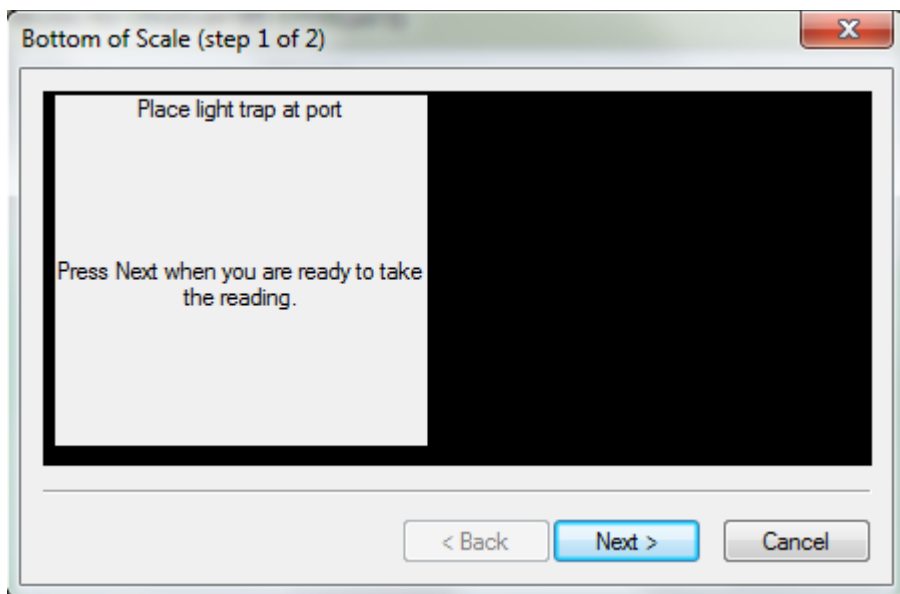 Bottom of Scale (step 1 of 2)
Place light trap at port
Press Next when you are ready to take
the reading.
< Back
Next >
Cancel